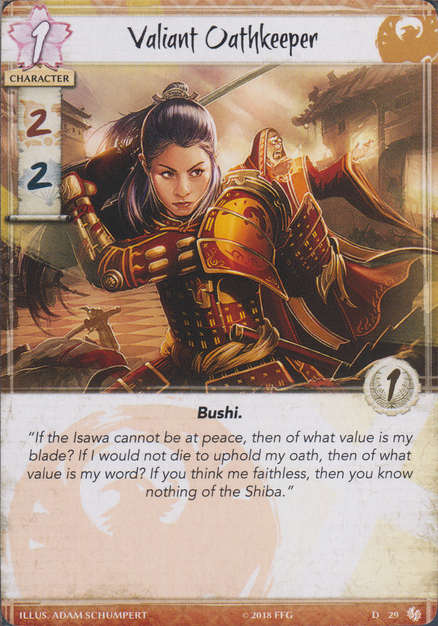 1
Valiant Oathkeeper
CHARACTER
2
2
1
Bushi.
“If the Isawa cannot be at peace, then of what value is my
blade? If I would not die to uphold my oath, then of what
value is my word? If you think me faithless, then you know
nothing of the Shiba.”
ILLUS. ADAM SCHUMPERT
© 2018 FFG
D 29